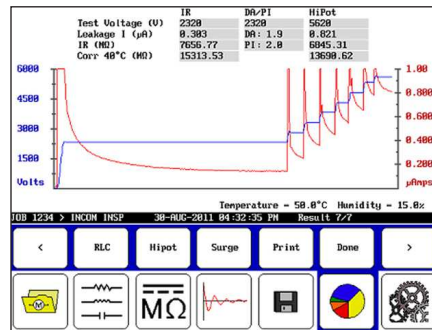 IR DA/PI HiPot
Test Voltage (V) 2320 2320 5620
Leakage I (µA) 0.303 DA: 1.9 0.821
IR (MΩ) 7656.77 PI: 2.0 6845.31
Corr 40°C (MΩ) 15313.53 13690.62
6000 1.00
0.800
4500
0.600
3000
0.400
1500
0.200
Volts µAmps
Temperature = 50.0°C Humidity = 15.0%
JOB 1234 > INCOM INSP 30-AUG-2011 04:32:35 PM Result 7/7
< RLC Hipot Surge Print Done >
M MΩ